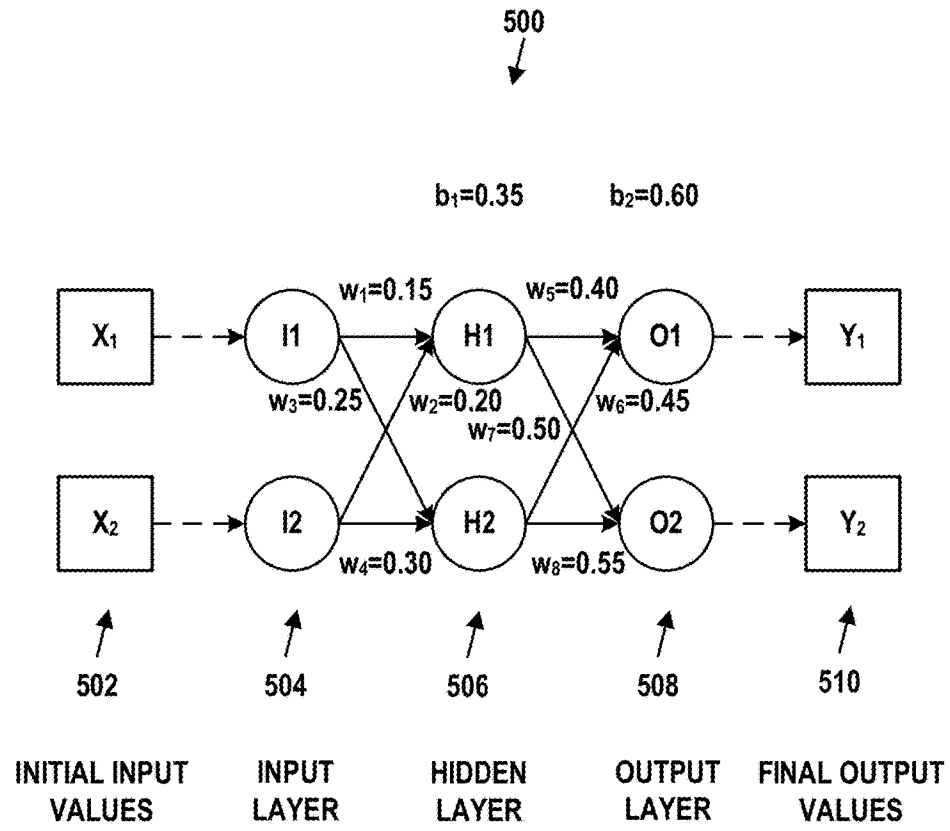 500
b₁=0.35 b₂=0.60
w₁=0.15 w₅=0.40
X₁ I1 H1 O1 Y₁
w₃=0.25 w₂=0.20 w₆=0.45
w₇=0.50
X₂ I2 H2 O2 Y₂
w₄=0.30 w₈=0.55
502 504 506 508 510
INITIAL INPUT INPUT HIDDEN OUTPUT FINAL OUTPUT
VALUES LAYER LAYER LAYER VALUES